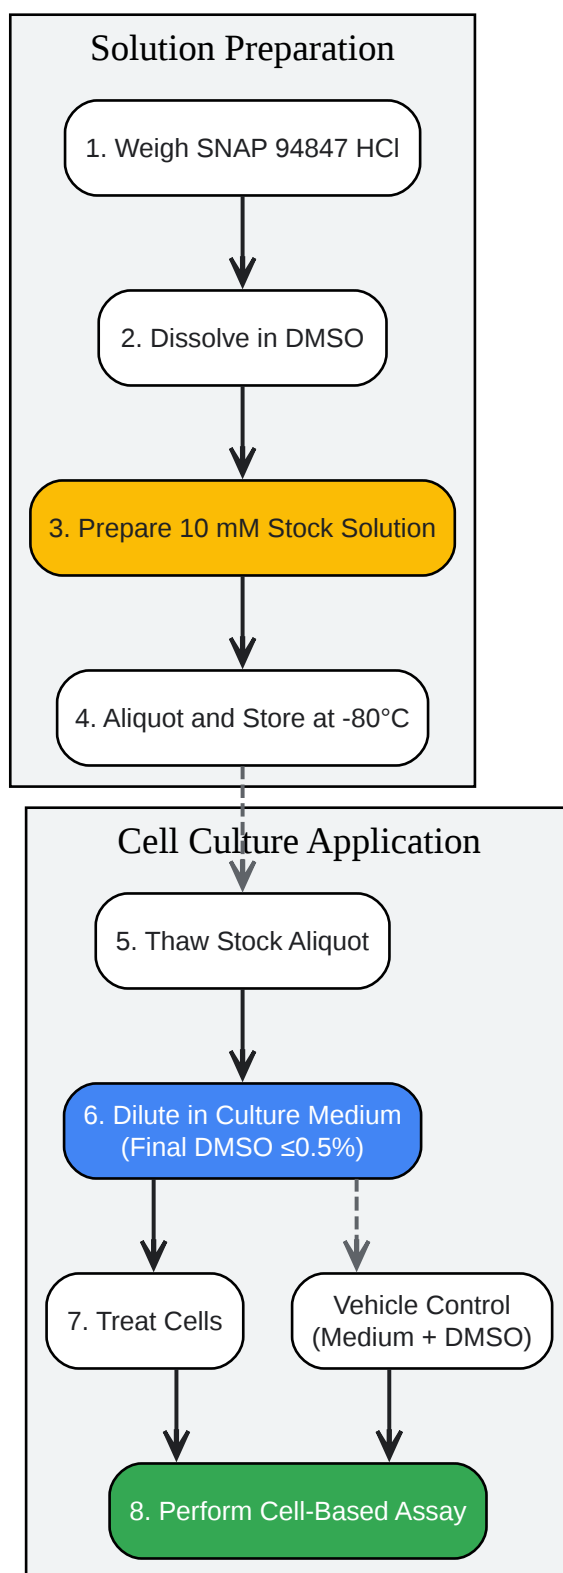 Solution Preparation
1. Weigh SNAP 94847 HCl
2. Dissolve in DMSO
3. Prepare 10 mM Stock Solution
4. Aliquot and Store at -80°C
Cell Culture Application
5. Thaw Stock Aliquot
6. Dilute in Culture Medium
(Final DMSO ≤0.5%)
7. Treat Cells
Vehicle Control
(Medium + DMSO)
8. Perform Cell-Based Assay